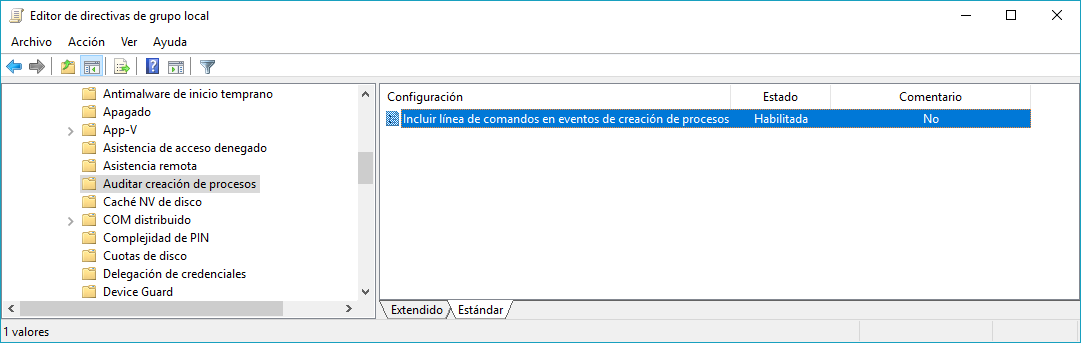 Editor de directivas de grupo local
Archivo Acción Ver Ayuda
Antimalware de inicio temprano
Apagado
App-V
Asistencia de acceso denegado
Asistencia remota
Auditar creación de procesos
Caché NV de disco
COM distribuido
Complejidad de PIN
Cuotas de disco
Delegación de credenciales
Device Guard
Configuración Estado Comentario
Incluir línea de comandos en eventos de creación de procesos Habilitada No
Extendido Estándar
1 valores